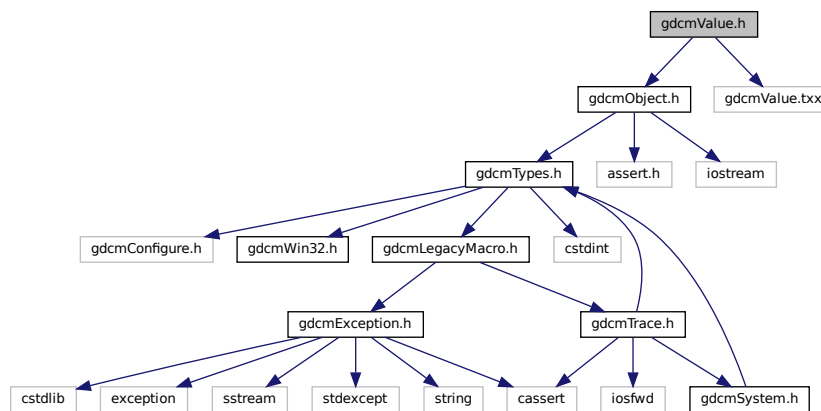 gdcmValue.h
gdcmObject.h
gdcmValue.txx
gdcmTypes.h
assert.h
iostream
gdcmConfigure.h
gdcmWin32.h
gdcmLegacyMacro.h
cstdint
gdcmException.h
gdcmTrace.h
cstdlib
exception
sstream
stdexcept
string
cassert
iosfwd
gdcmSystem.h